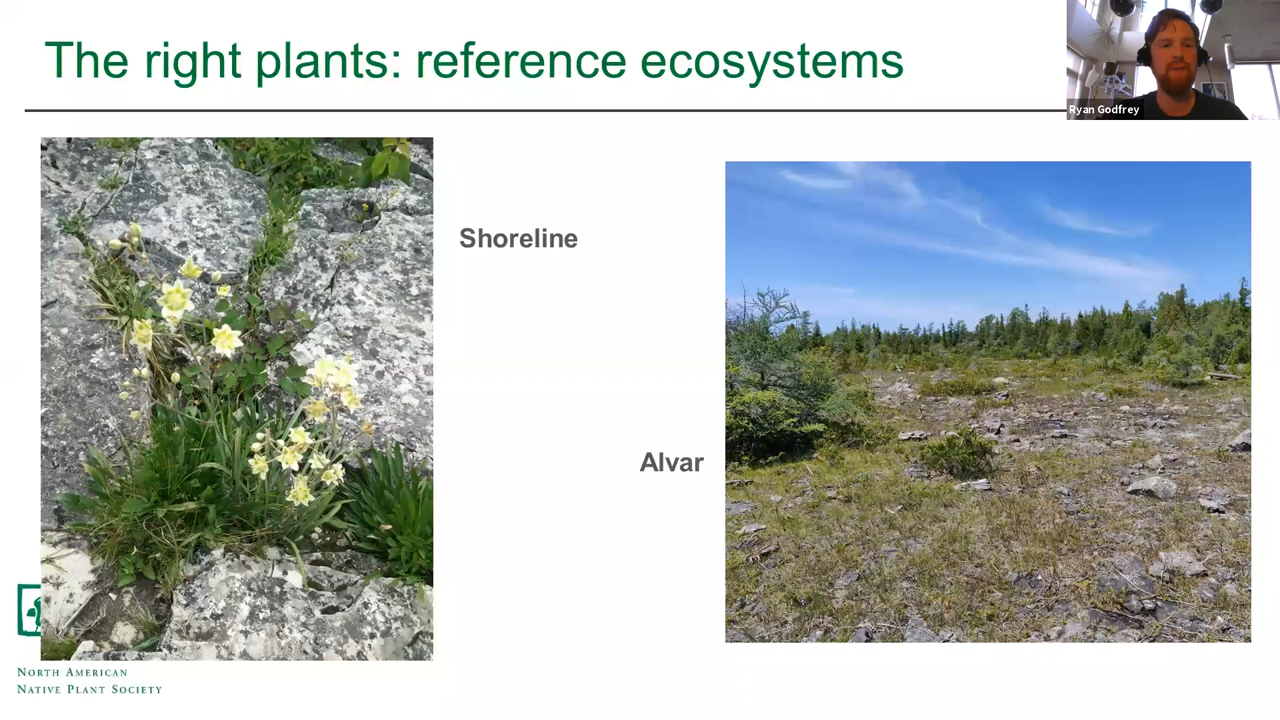 The right plants: reference ecosystems
Ryan Godfrey
Shoreline
Alvar
North American
Native Plant Society